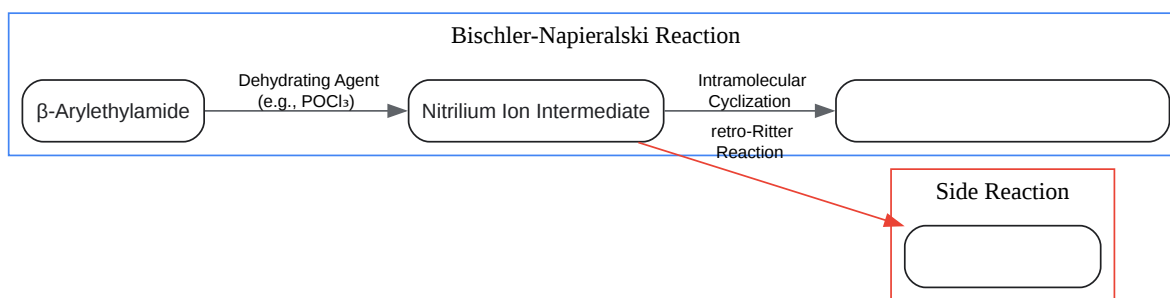 Bischler-Napieralski Reaction
β-Arylethylamide
Dehydrating Agent
(e.g., POCl₃)
Nitrilium Ion Intermediate
Intramolecular
Cyclization
retro-Ritter
Reaction
Side Reaction